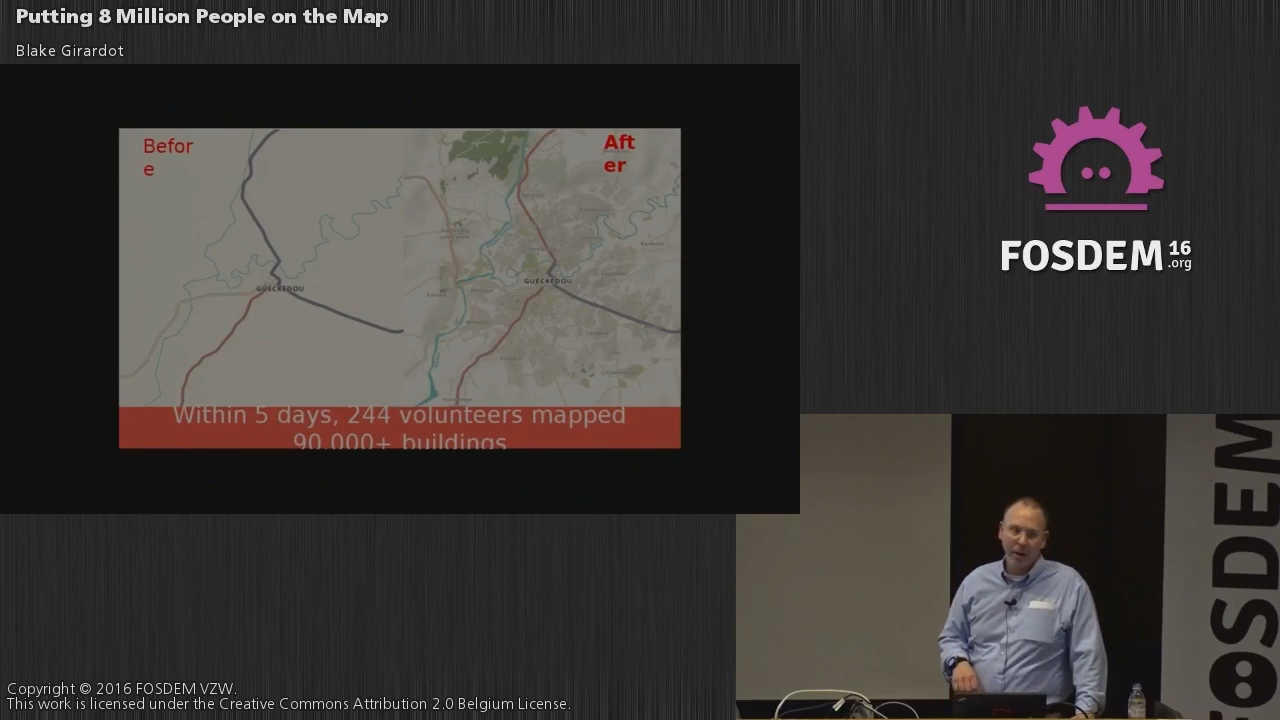 Putting 8 Million People on the Map
Blake Girardot
Befor
e
Aft
er
GUÉCKÉDOU
GUÉCKÉDOU
Within 5 days, 244 volunteers mapped
90,000+ buildings
FOSDEM 16
.org
FOSDEM
Copyright © 2016 FOSDEM VZW.
This work is licensed under the Creative Commons Attribution 2.0 Belgium License.